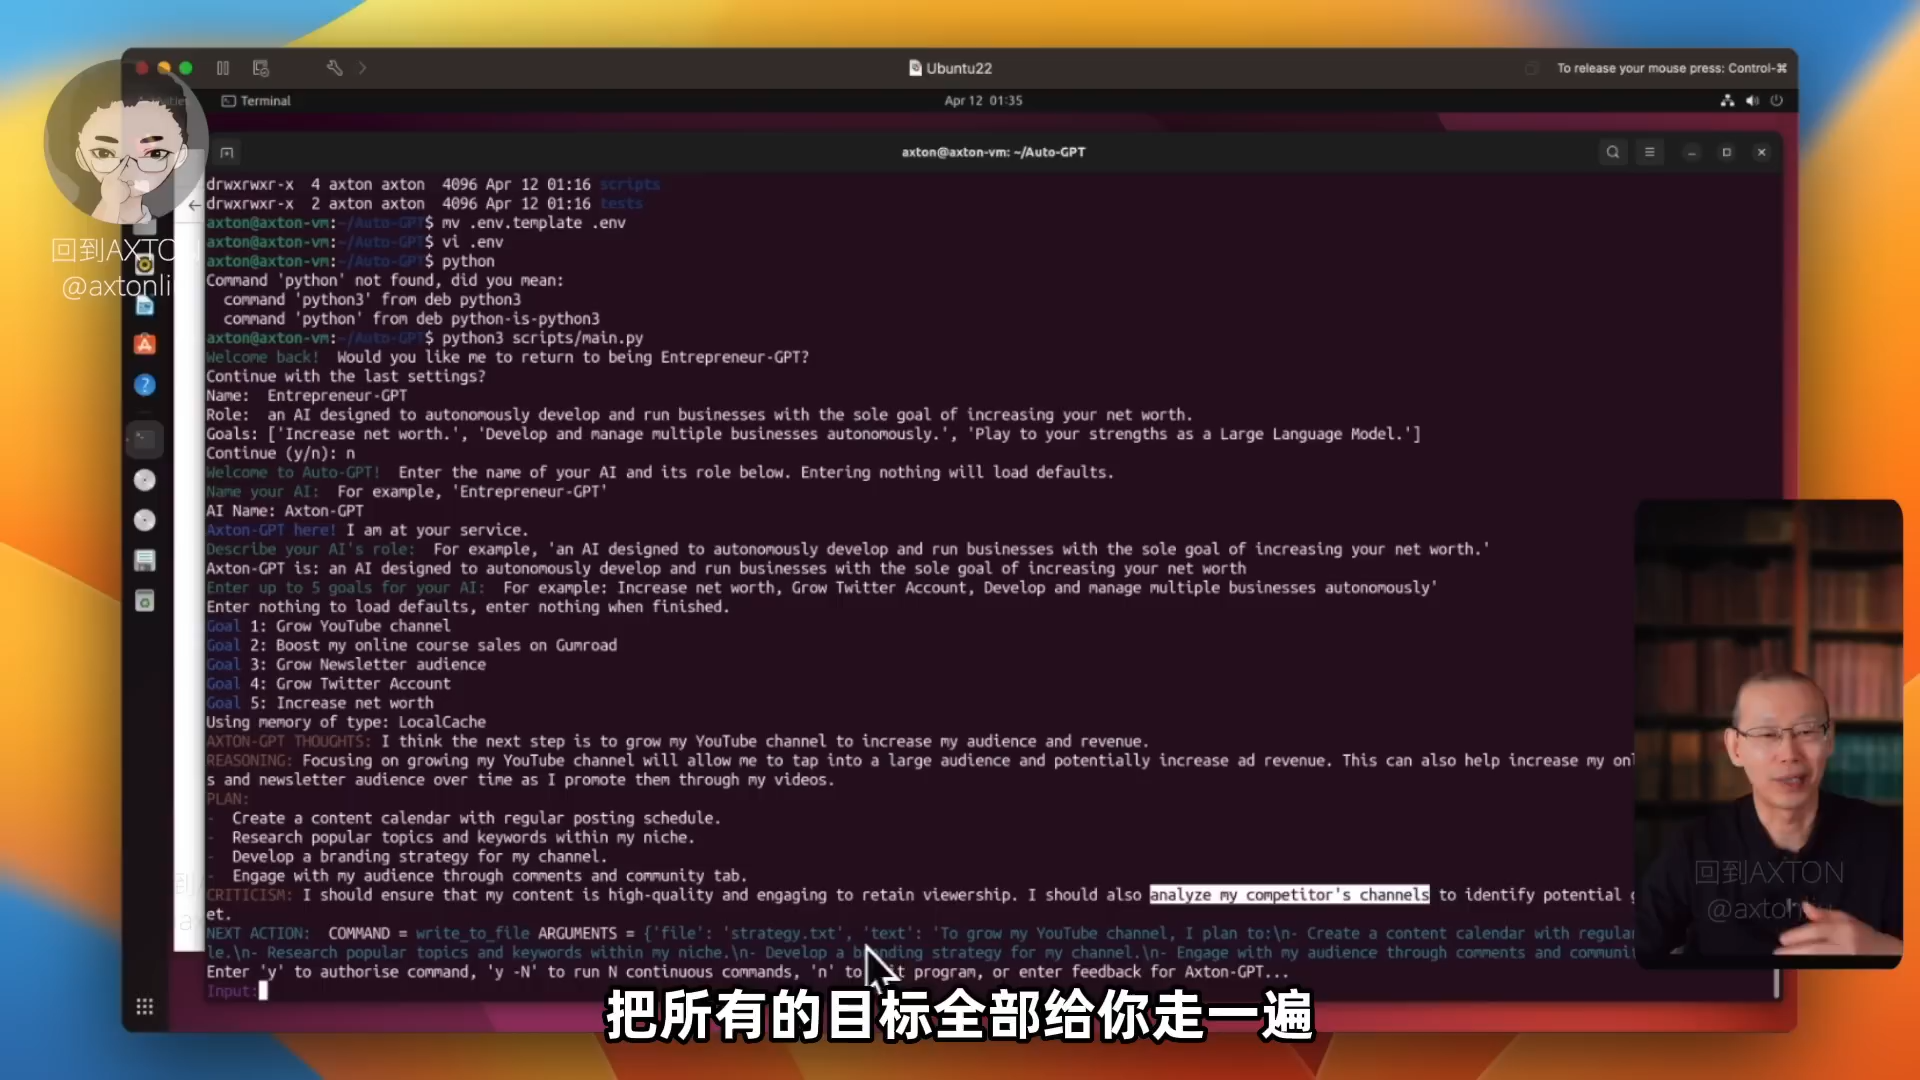 Ubuntu22
To release your mouse press: Control-⌘
Terminal
Apr 12 01:35
axton@axton-vm: ~/Auto-GPT
drwxrwxr-x 4 axton axton 4096 Apr 12 01:16 scripts
drwxrwxr-x 2 axton axton 4096 Apr 12 01:16 tests
axton@axton-vm:~/Auto-GPT$ mv .env.template .env
axton@axton-vm:~/Auto-GPT$ vi .env
axton@axton-vm:~/Auto-GPT$ python
Command 'python' not found, did you mean:
command 'python3' from deb python3
command 'python' from deb python-is-python3
axton@axton-vm:~/Auto-GPT$ python3 scripts/main.py
Welcome back! Would you like me to return to being Entrepreneur-GPT?
Continue with the last settings?
Name: Entrepreneur-GPT
Role: an AI designed to autonomously develop and run businesses with the sole goal of increasing your net worth.
Goals: ['Increase net worth.', 'Develop and manage multiple businesses autonomously.', 'Play to your strengths as a Large Language Model.']
Continue (y/n): n
Welcome to Auto-GPT! Enter the name of your AI and its role below. Entering nothing will load defaults.
Name your AI: For example, 'Entrepreneur-GPT'
AI Name: Axton-GPT
Axton-GPT here! I am at your service.
Describe your AI's role: For example, 'an AI designed to autonomously develop and run businesses with the sole goal of increasing your net worth.'
Axton-GPT is: an AI designed to autonomously develop and run businesses with the sole goal of increasing your net worth
Enter up to 5 goals for your AI: For example: Increase net worth, Grow Twitter Account, Develop and manage multiple businesses autonomously'
Enter nothing to load defaults, enter nothing when finished.
Goal 1: Grow YouTube channel
Goal 2: Boost my online course sales on Gumroad
Goal 3: Grow Newsletter audience
Goal 4: Grow Twitter Account
Goal 5: Increase net worth
Using memory of type: LocalCache
AXTON-GPT THOUGHTS: I think the next step is to grow my YouTube channel to increase my audience and revenue.
REASONING: Focusing on growing my YouTube channel will allow me to tap into a large audience and potentially increase ad revenue. This can also help increase my onl
s and newsletter audience over time as I promote them through my videos.
PLAN:
- Create a content calendar with regular posting schedule.
- Research popular topics and keywords within my niche.
- Develop a branding strategy for my channel.
- Engage with my audience through comments and community tab.
CRITICISM: I should ensure that my content is high-quality and engaging to retain viewership. I should also analyze my competitor's channels to identify potential g
et.
NEXT ACTION: COMMAND = write_to_file ARGUMENTS = {'file': 'strategy.txt', 'text': 'To grow my YouTube channel, I plan to:\n- Create a content calendar with regular
le.\n- Research popular topics and keywords within my niche.\n- Develop a branding strategy for my channel.\n- Engage with my audience through comments and communi
Enter 'y' to authorise command, 'y -N' to run N continuous commands, 'n' to program, or enter feedback for Axton-GPT...
Input:
回到AXTON
@axtonli
回到AXTON
@axtonliu
把所有的目标全部给你走一遍